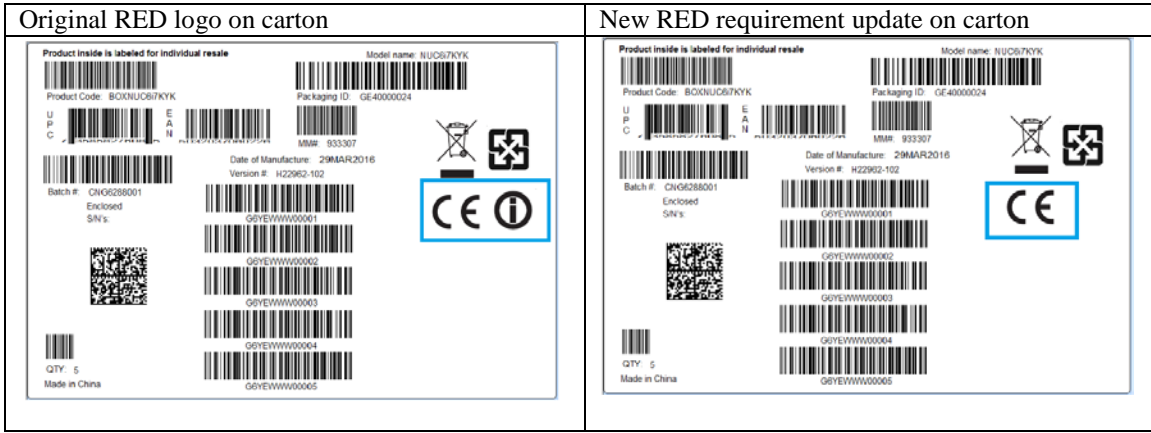 Original RED logo on carton
Product inside is labeled for individual resale
Model name: NUC6i7KYK
Product Code: BOXNUC6i7KYK
Packaging ID: GE40000024
UPC
EAN
MM#: 933307
Date of Manufacture: 29MAR2016
Version #: H22962-102
Batch #: CNG6288001
Enclosed
S/N's:
CE
G6YEWWW00001
G6YEWWW00002
G6YEWWW00003
G6YEWWW00004
G6YEWWW00005
QTY: 5
Made in China
New RED requirement update on carton
Product inside is labeled for individual resale
Model name: NUC6i7KYK
Product Code: BOXNUC6i7KYK
Packaging ID: GE40000024
UPC
EAN
MM#: 933307
Date of Manufacture: 29MAR2016
Version #: H22962-102
Batch #: CNG6288001
Enclosed
S/N's:
CE
G6YEWWW00001
G6YEWWW00002
G6YEWWW00003
G6YEWWW00004
G6YEWWW00005
QTY: 5
Made in China